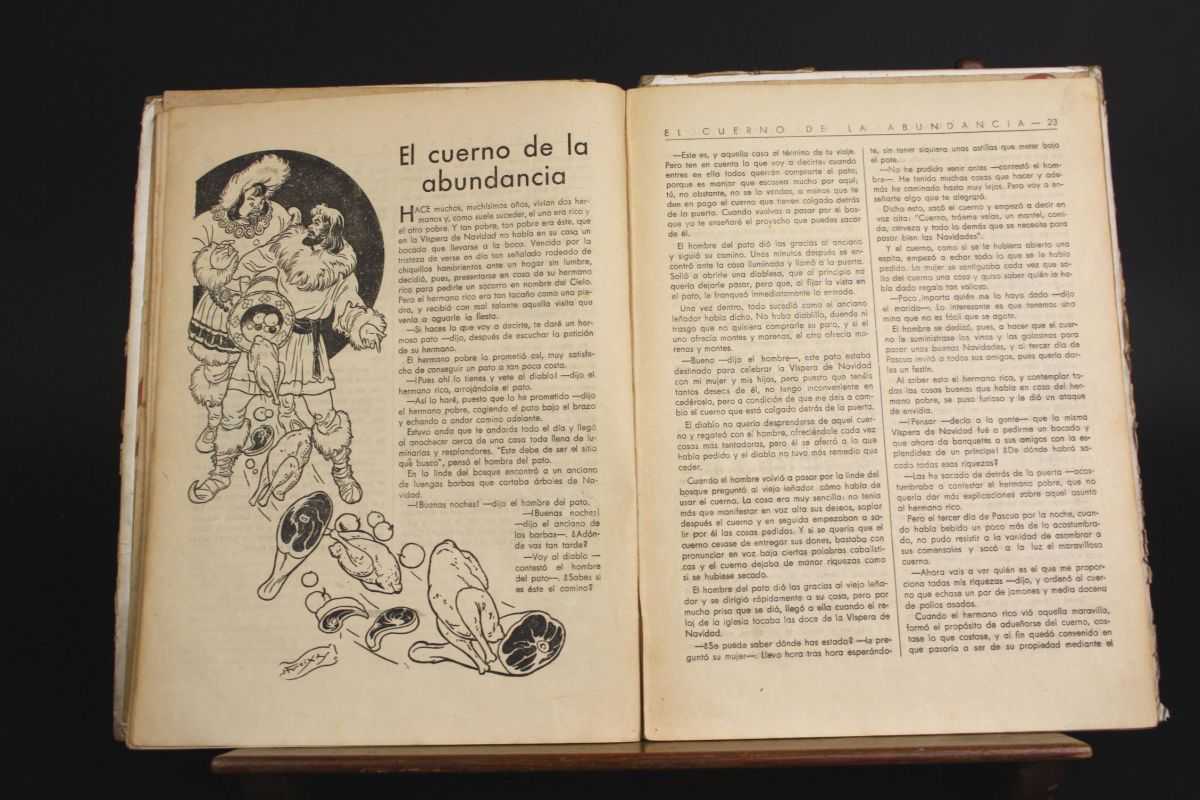 El cuerno de la
abundancia
HACE muchos, muchísimos años, vivían dos her-
manos y, como suele suceder, el uno era rico y
el otro pobre. Y tan pobre, tan pobre era éste, que
en la Víspera de Navidad no había en su casa un
bocado que llevarse a la boca. Vencido por la
tristeza de verse en día tan señalado rodeado de
chiquillos hambrientos ante un hogar sin lumbre,
decidió, pues, presentarse en casa de su hermano
rico para pedirle un socorro en nombre del Cielo.
Pero el hermano rico era tan tacaño como una pie-
dra, y recibió con mal talante aquella visita que
venía a aguarle la fiesta.
—Si haces lo que voy a decirte, te daré un her-
moso pato —dijo, después de escuchar la petición
de su hermano.
El hermano pobre lo prometió así, muy satisfe-
cho de conseguir un pato a tan poca costa.
—¡Pues ahí lo tienes y vete al diablo! —dijo el
hermano rico, arrojándole el pato.
—Así lo haré, puesto que lo he prometido —dijo
el hermano pobre, cogiendo el pato bajo el brazo
y echando a andar camino adelante.
Estuvo anda que te andarás todo el día y llegó
al anochecer cerca de una casa toda llena de lu-
minarias y resplandores. "Este debe de ser el sitio
que busco", pensó el hombre del pato.
En la linde del bosque encontró a un anciano
de luengas barbas que cortaba árboles de Na-
vidad.
—¡Buenas noches! —dijo el hombre del pato.
—¡Buenas noches!
—dijo el anciano de
las barbas—. ¿Adón-
de vas tan tarde?
—Voy al diablo —
contestó el hombre
del pato—. ¿Sabes si
es éste el camino?
EL CUERNO DE LA ABUNDANCIA — 23
—Este es, y aquella casa al término de tu viaje.
Pero ten en cuenta lo que voy a decirte: cuando
entres en ella todos querrán comprarte el pato;
porque es manjar que escasea mucho por aquí;
tú, no obstante, no se lo vendas, a menos que te
den en pago el cuerno que tienen colgado detrás
de la puerta. Cuando vuelvas a pasar por el bos-
que ya te enseñaré el provecho que puedes sacar
de él.
El hombre del pato dió las gracias al anciano
y siguió su camino. Unos minutos después se en-
contró ante la casa iluminada y llamó a la puerta.
Salió a abrirle una diablesa, que al principio no
quería dejarle pasar, pero que, al fijar la vista en
el pato, le franqueó inmediatamente la entrada.
Una vez dentro, todo sucedió como el anciano
leñador había dicho. No hubo diablillo, duende ni
trasgo que no quisiera comprarle su pato, y si el
uno ofrecía montes y morenas, el otro ofrecía mo-
renas y montes.
—Bueno —dijo el hombre—, este pato estaba
destinado para celebrar la Víspera de Navidad
con mi mujer y mis hijos, pero puesto que tenéis
tantos deseos de él, no tengo inconveniente en
cedéroslo, pero a condición de que me deis a cam-
bio el cuerno que está colgado detrás de la puerta.
El diablo no quería desprenderse de aquel cuer-
no y regateó con el hombre, ofreciéndole cada vez
cosas más tentadoras, pero él se aferró a lo que
había pedido y el diablo no tuvo más remedio que
ceder.
Cuando el hombre volvió a pasar por la linde del
bosque preguntó al viejo leñador cómo había de
usar el cuerno. La cosa era muy sencilla: no tenía
más que manifestar en voz alta sus deseos, soplar
después el cuerno y en seguida empezaban a sa-
lir por él las cosas pedidas. Y si se quería que el
cuerno cesase de entregar sus dones, bastaba con
pronunciar en voz baja ciertas palabras cabalísti-
cas y el cuerno dejaba de manar riquezas como
si se hubiese secado.
El hombre del pato dió las gracias al viejo leña-
dor y se dirigió rápidamente a su casa, pero por
mucha prisa que se dió, llegó a ella cuando el re-
loj de la iglesia tocaba las doce de la Víspera de
Navidad.
—¿Se puede saber dónde has estado? —la pre-
guntó su mujer—. Llevo hora tras hora esperándo-
te, sin tener siquiera unas astillas que meter bajo
el pote.
—No he podido venir antes —contestó el hom-
bre—. He tenido muchas cosas que hacer y ade-
más he caminado hasta muy lejos. Pero voy a en-
señarte algo que te alegrará.
Dicho esto, sacó el cuerno y empezó a decir en
voz alta: "Cuerno, tráeme velas, un mantel, comi-
da, cerveza y todo lo demás que se necesita para
pasar bien las Navidades".
Y el cuerno, como si se le hubiera abierto una
espita, empezó a echar todo lo que se le había
pedido. La mujer se santiguaba cada vez que sa-
lía del cuerno una cosa y quiso saber quién le ha-
bía dado regalo tan valioso.
—Poco importa quién me lo haya dado —dijo
el marido—. Lo interesante es que tenemos una
mina que no es fácil que se agote.
El hombre se dedicó, pues, a hacer que el cuer-
no le suministrase los vinos y las golosinas para
pasar unas buenas Navidades, y al tercer día de
Pascua invitó a todos sus amigos, pues quería dar-
les un festín.
Al saber esto el hermano rico, y contemplar to-
das las cosas buenas que había en casa del her-
mano pobre, se puso furioso y le dió un ataque
de envidia.
—¡Pensar —decía a la gente— que la misma
Víspera de Navidad fué a pedirme un bocado y
que ahora da banquetes a sus amigos con la es-
plendidez de un príncipe! ¿De dónde habrá sa-
cado todas esas riquezas?
—Las he sacado de detrás de la puerta —acos-
tumbraba a contestar el hermano pobre, que no
quería dar más explicaciones sobre aquel asunto
al hermano rico.
Pero el tercer día de Pascua por la noche, cuan-
do había bebido un poco más de lo acostumbra-
do, no pudo resistir a la vanidad de asombrar a
sus comensales y sacó a la luz el maravilloso
cuerno.
—Ahora vais a ver quién es el que me propor-
ciona todas mis riquezas —dijo, y ordenó al cuer-
no que echase un par de jamones y media docena
de pollos asados.
Cuando el hermano rico vió aquella maravilla,
formó el propósito de adueñarse del cuerno, cos-
tase lo que costase, y al fin quedó convenido en
que pasaría a ser de su propiedad mediante el